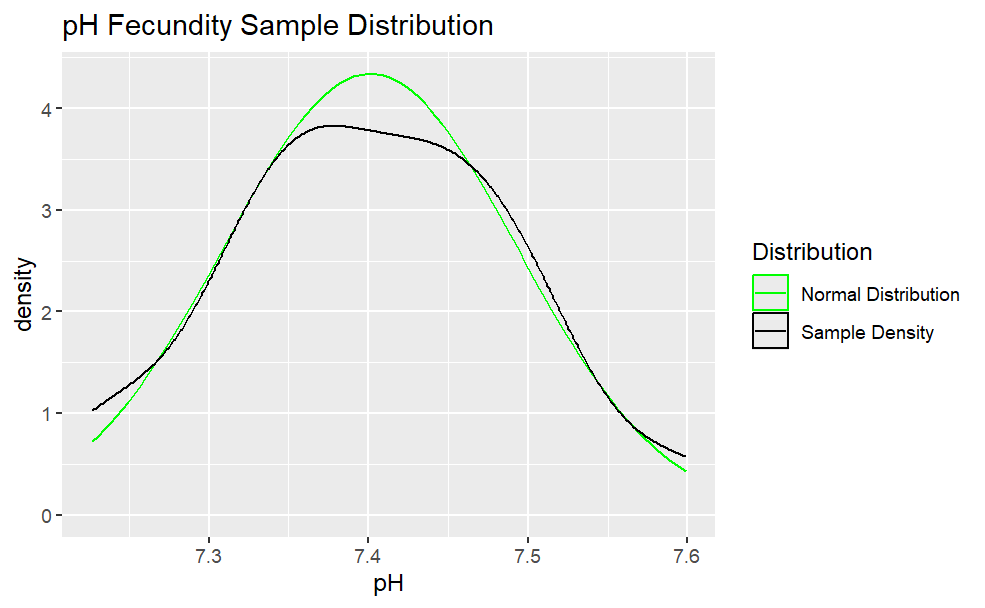 pH Fecundity Sample Distribution
4
3
2
1
0
density
7.3 7.4 7.5 7.6
pH
Distribution
Normal Distribution
Sample Density